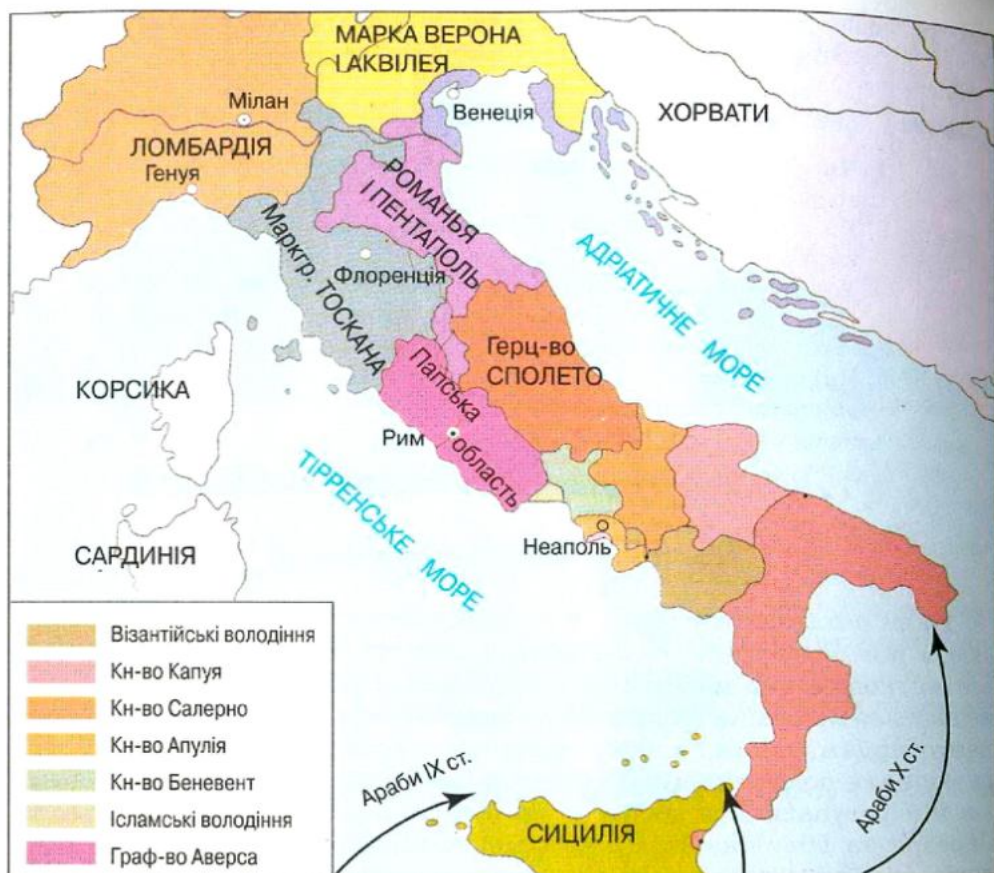 МАРКА ВЕРОНА
І АКВІЛЕЯ
Мілан
Венеція
ХОРВАТИ
ЛОМБАРДІЯ
Генуя
РОМАНЬЯ
І ПЕНТАПОЛЬ
Маркгр. ТОСКАНА
Флоренція
АДРІАТИЧНЕ МОРЕ
Герц-во
СПОЛЕТО
КОРСИКА
Папська
область
Рим
ТІРРЕНСЬКЕ МОРЕ
Неаполь
САРДИНІЯ
Візантійські володіння
Кн-во Капуя
Кн-во Салерно
Кн-во Апулія
Кн-во Беневент
Ісламські володіння
Граф-во Аверса
Араби ІХ ст.
Араби Х ст.
СИЦИЛІЯ